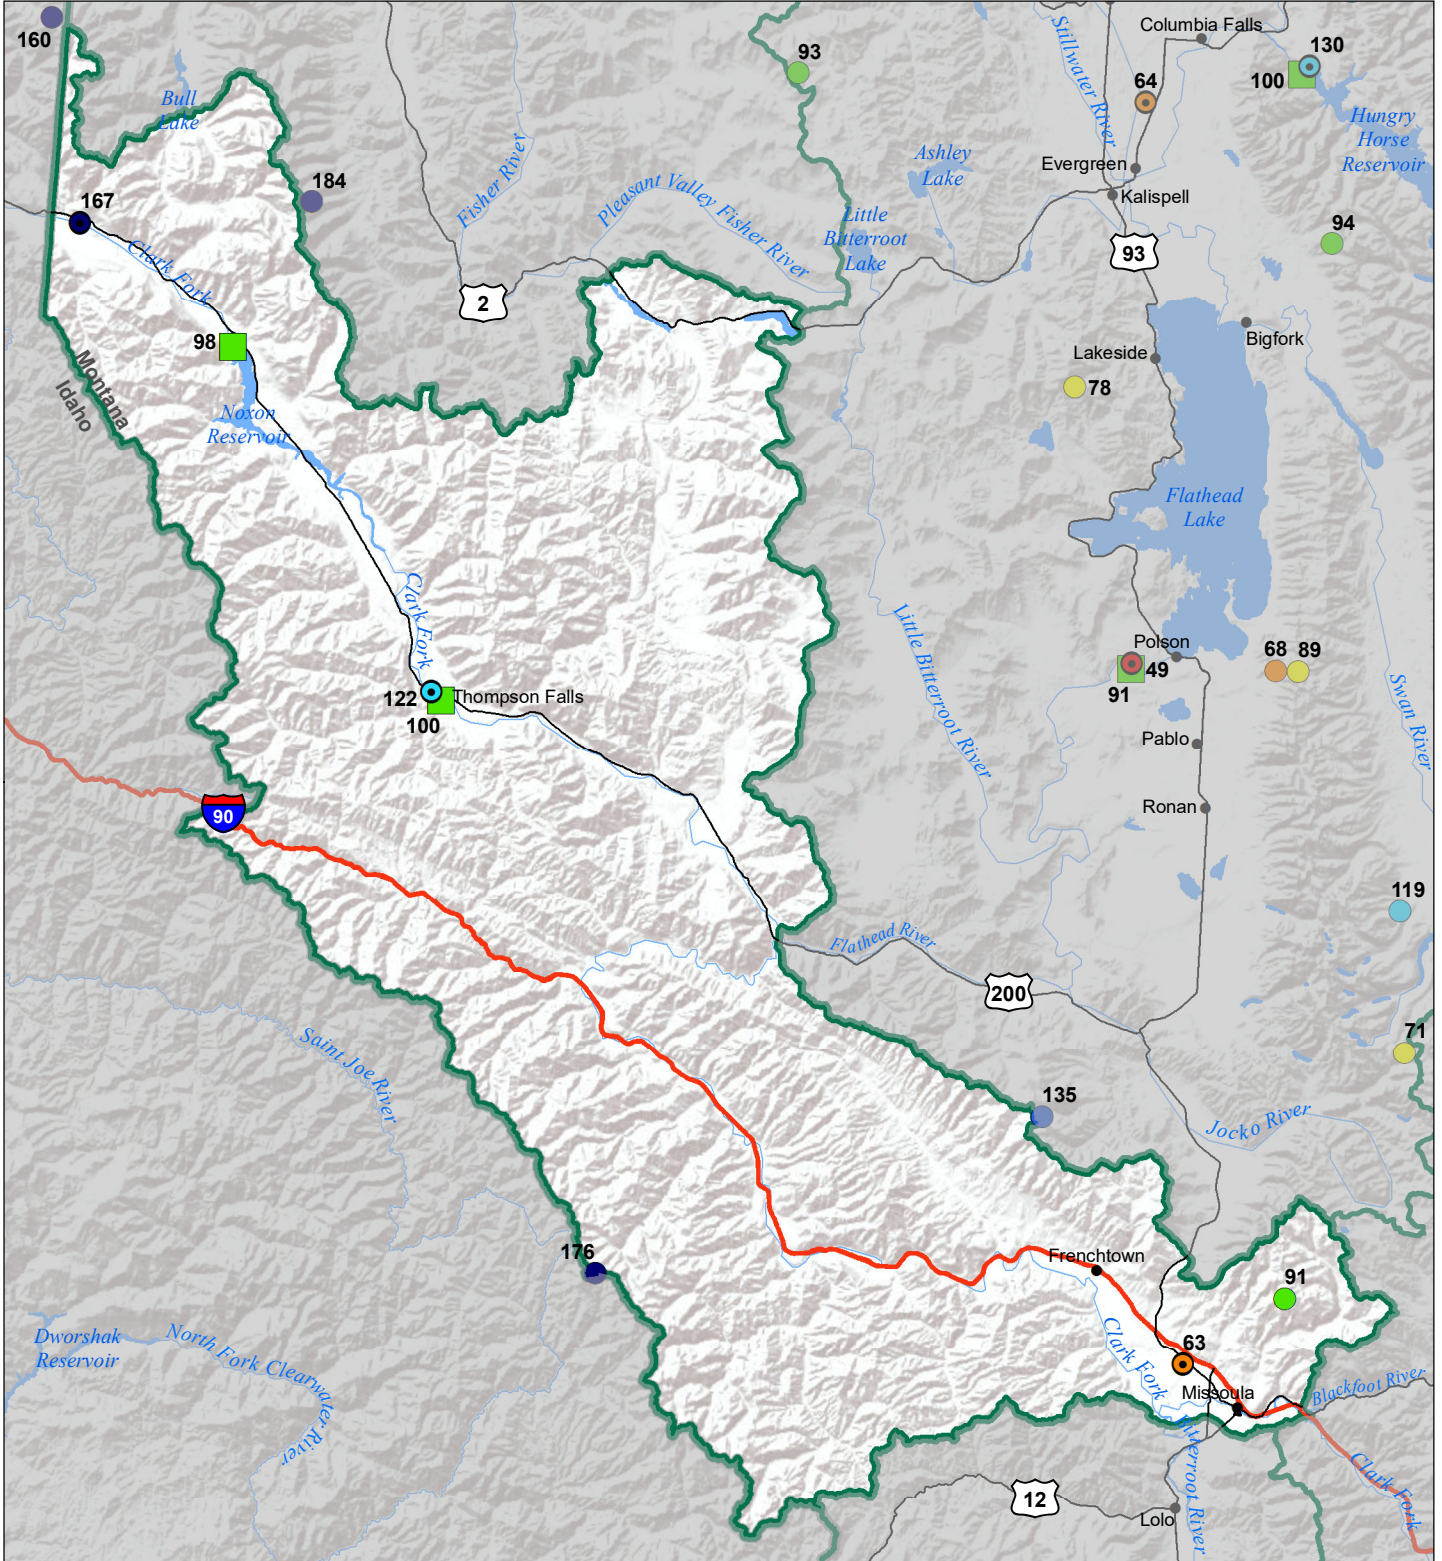 160
93
Columbia Falls
130
100
64
Stillwater River
Bull
Lake
Hungry
Horse
Reservoir
Fisher River
Ashley
Lake
Evergreen
184
Pleasant Valley Fisher River
Kalispell
167
Little
Bitterroot
Lake
94
93
Clark Fork
2
98
Bigfork
Lakeside
Montana
Idaho
78
Noxon
Reservoir
Flathead
Lake
Clark Fork
Little Bitterroot River
Polson
49
91
68
89
Swan River
122
Thompson Falls
100
Pablo
90
Ronan
119
Flathead River
200
Saint Joe River
71
135
Jocko River
176
Frenchtown
91
Dworshak
Reservoir
North Fork Clearwater
River
Clark Fork
63
Missoula
Blackfoot River
Bitterroot River
Clark Fork
12
Lolo